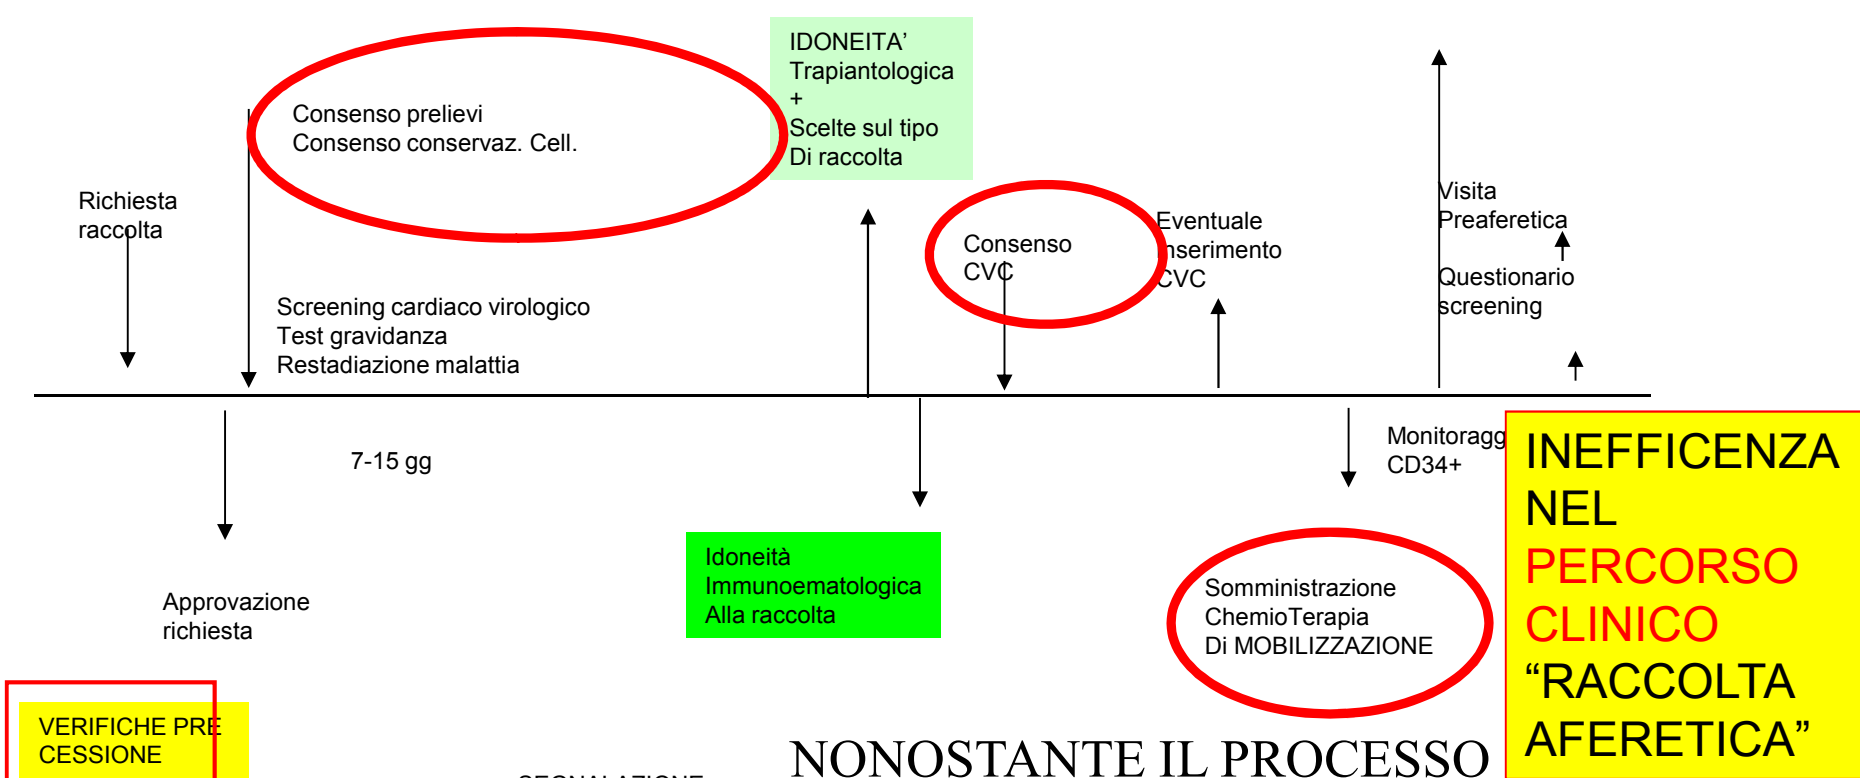 IDONEITA’
Trapiantologica
+
Scelte sul tipo
Di raccolta
Consenso prelievi
Consenso conservaz. Cell.
Richiesta
raccolta
Visita
Preaferetica
Eventuale
inserimento
CVC
Consenso
CVC
Questionario
screening
Screening cardiaco virologico
Test gravidanza
Restadiazione malattia
7-15 gg
Monitoragg
CD34+
INEFFICENZA
NEL
PERCORSO
CLINICO
“RACCOLTA
AFERETICA”
Idoneità
Immunoematologica
Alla raccolta
Approvazione
richiesta
Somministrazione
ChemioTerapia
Di MOBILIZZAZIONE
VERIFICHE PRE
CESSIONE
NONOSTANTE IL PROCESSO
SEGNALAZIONE